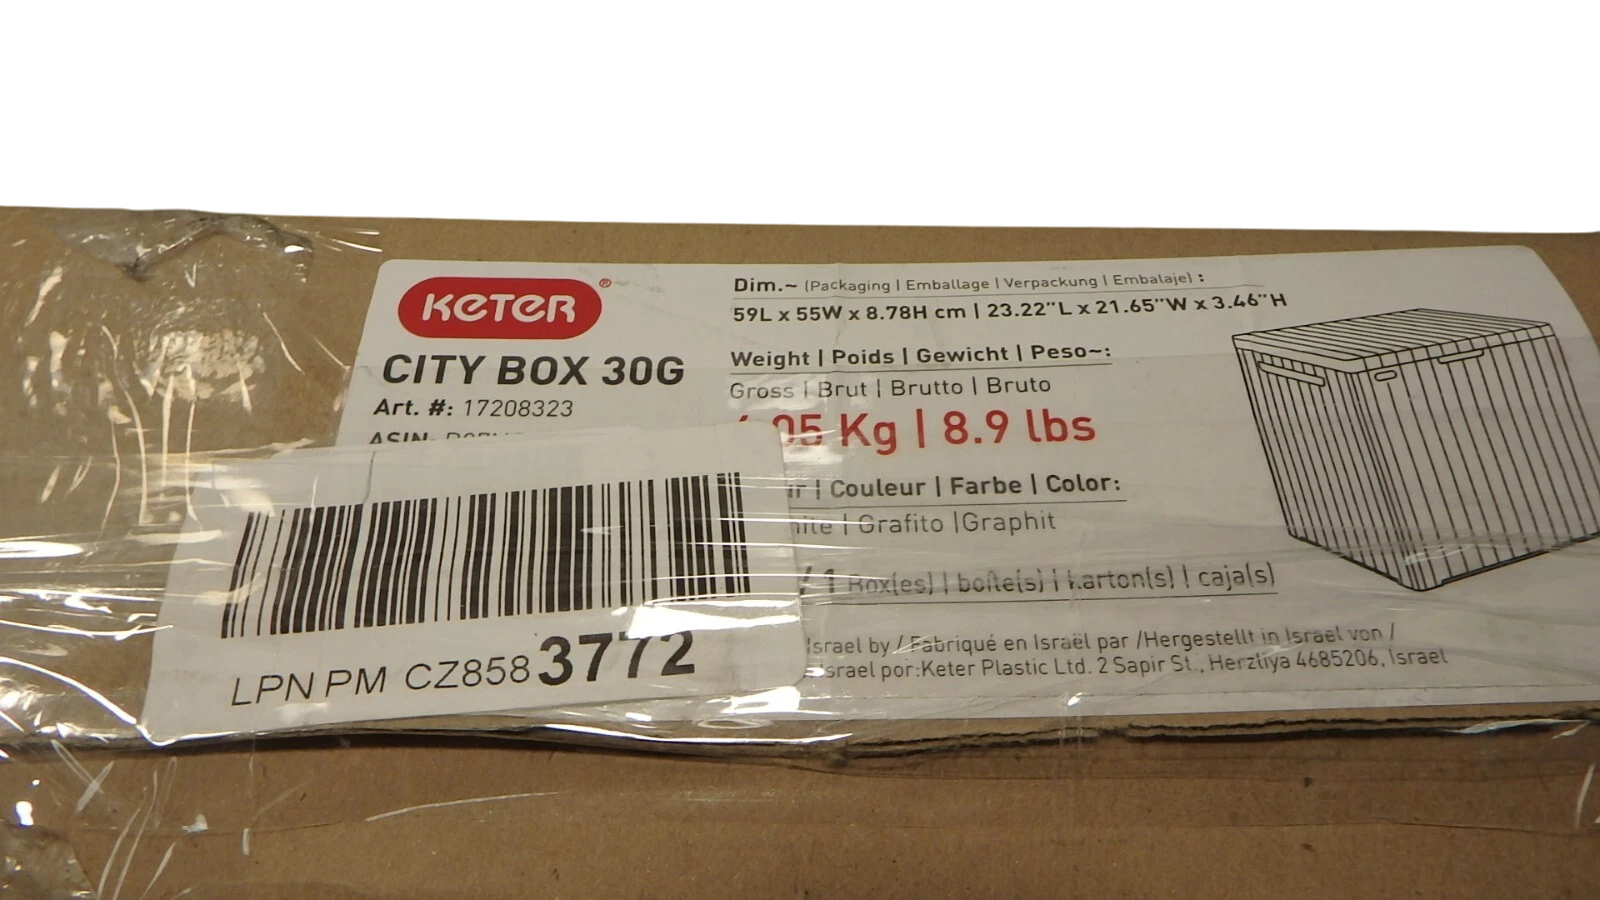 KETER®
CITY BOX 30G
Art. #: 17208323
ASIN:
Dim.~ (Packaging | Emballage | Verpackung | Embalaje) :
59L x 55W x 8.78H cm | 23.22"L x 21.65"W x 3.46"H
Weight | Poids | Gewicht | Peso~:
Gross | Brut | Brutto | Bruto
.05 Kg | 8.9 lbs
| Couleur | Farbe | Color:
| Grafito |Graphit
/ 1 Box(es) | boîte(s) | karton(s) | caja(s)
Israel by / Fabriqué en Israël par /Hergestellt in Israel von /
Israel por:Keter Plastic Ltd. 2 Sapir St., Herzliya 4685206, Israel
LPN PM CZ858 3772